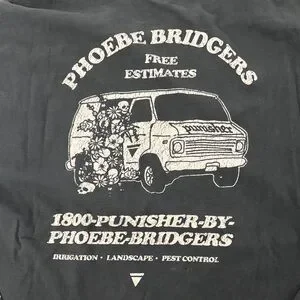 PHOEBE BRIDGERS
FREE
ESTIMATES
punisher
1800-PUNISHER-BY-
PHOEBE-BRIDGERS
IRRIGATION • LANDSCAPE • PEST CONTROL